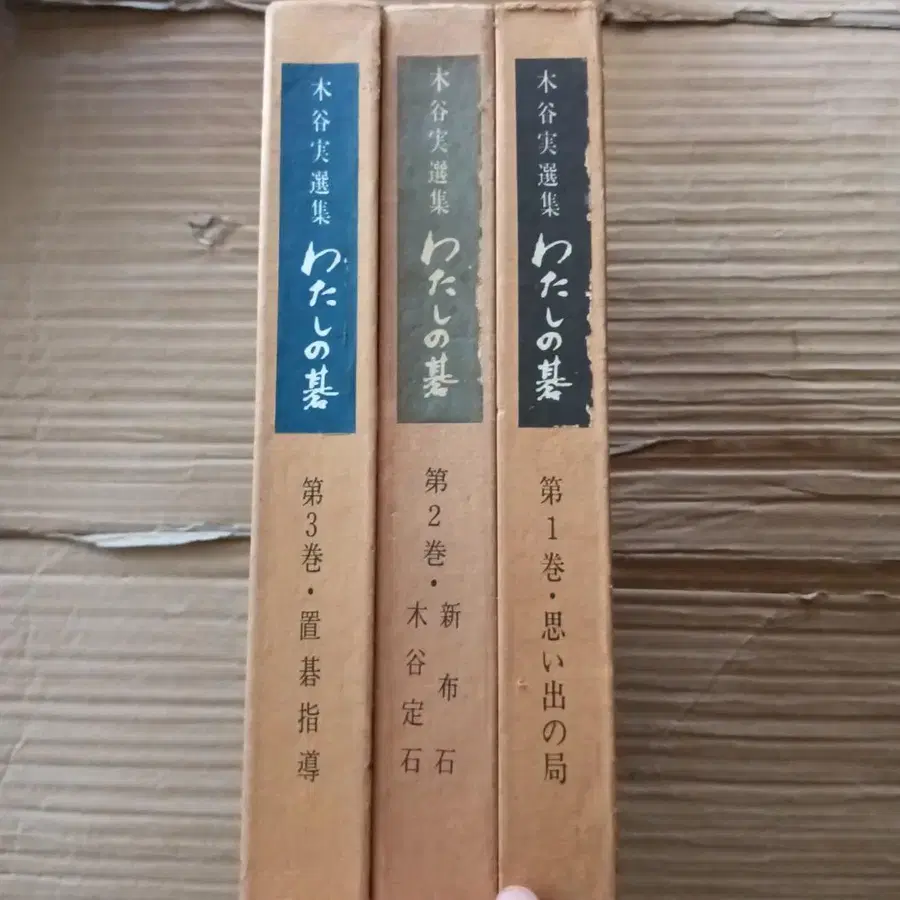 木谷実選集
わたしの碁
第3巻・置碁指導
木谷実選集
わたしの碁
第2巻・新布石
木谷定石
木谷実選集
わたしの碁
第1巻・思い出の局